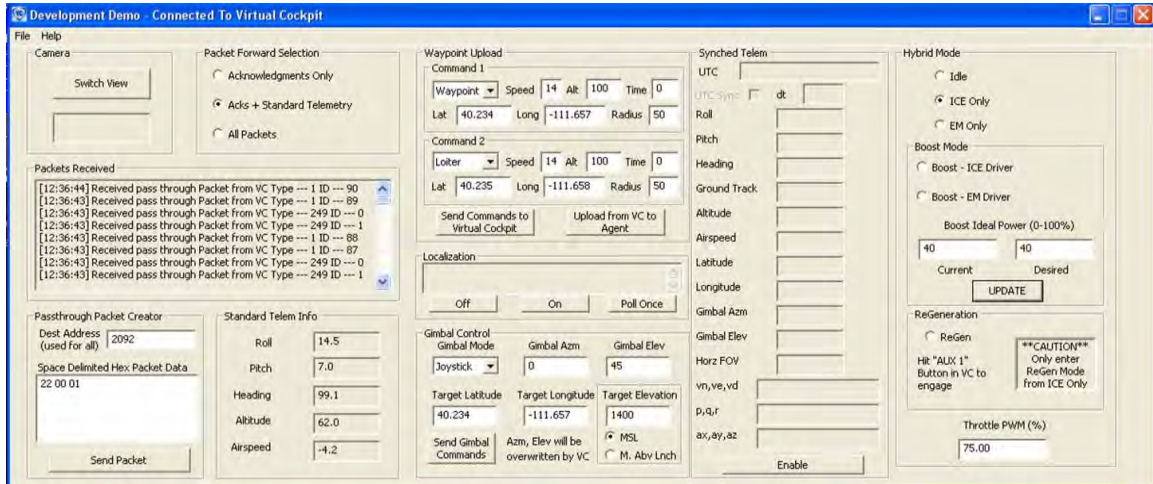 Development Demo - Connected To Virtual Cockpit
File Help
Camera
Switch View
Packet Forward Selection
Acknowledgments Only
Acks + Standard Telemetry
All Packets
Packets Received
[12:36:44] Received pass through Packet from VC Type --- 1 ID --- 90
[12:36:43] Received pass through Packet from VC Type --- 1 ID --- 89
[12:36:43] Received pass through Packet from VC Type --- 249 ID --- 0
[12:36:43] Received pass through Packet from VC Type --- 249 ID --- 1
[12:36:43] Received pass through Packet from VC Type --- 1 ID --- 88
[12:36:43] Received pass through Packet from VC Type --- 1 ID --- 87
[12:36:43] Received pass through Packet from VC Type --- 249 ID --- 0
[12:36:43] Received pass through Packet from VC Type --- 249 ID --- 1
Passthrough Packet Creator
Dest Address
(used for all) 2092
Space Delimited Hex Packet Data
22 00 01
Send Packet
Standard Telem Info
Roll 14.5
Pitch 7.0
Heading 99.1
Altitude 62.0
Airspeed -4.2
Waypoint Upload
Command 1
Waypoint Speed 14 Alt 100 Time 0
Lat 40.234 Long -111.657 Radius 50
Command 2
Loiter Speed 14 Alt 100 Time 0
Lat 40.235 Long -111.658 Radius 50
Send Commands to
Virtual Cockpit
Upload from VC to
Agent
Localization
Off On Poll Once
Gimbal Control
Gimbal Mode Gimbal Azm Gimbal Elev
Joystick 0 45
Target Latitude Target Longitude Target Elevation
40.234 -111.657 1400
Send Gimbal
Commands
Azm, Elev will be
overwritten by VC
MSL
M. Abv Lnch
Synched Telem
UTC
UTC Sync dt
Roll
Pitch
Heading
Ground Track
Altitude
Airspeed
Latitude
Longitude
Gimbal Azm
Gimbal Elev
Horz FOV
vn,ve,vd
p,q,r
ax,ay,az
Enable
Hybrid Mode
Idle
ICE Only
EM Only
Boost Mode
Boost - ICE Driver
Boost - EM Driver
Boost Ideal Power (0-100%)
40 40
Current Desired
UPDATE
ReGeneration
ReGen
Hit "AUX 1"
Button in VC to
engage
**CAUTION**
Only enter
ReGen Mode
from ICE Only
Throttle PWM (%)
75.00